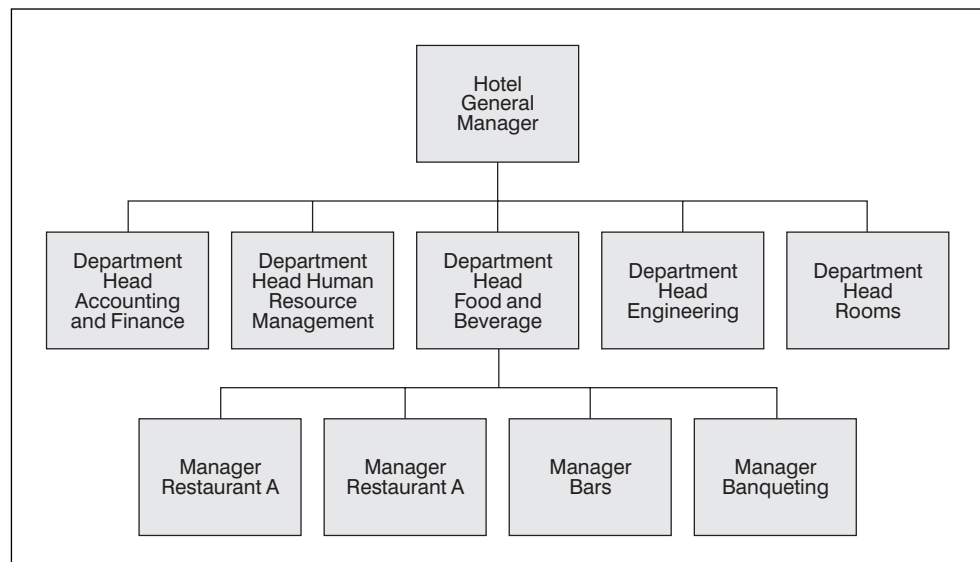 Hotel
General
Manager
Department
Head
Accounting
and Finance
Department
Head Human
Resource
Management
Department
Head
Food and
Beverage
Department
Head
Engineering
Department
Head
Rooms
Manager
Restaurant A
Manager
Restaurant A
Manager
Bars
Manager
Banqueting